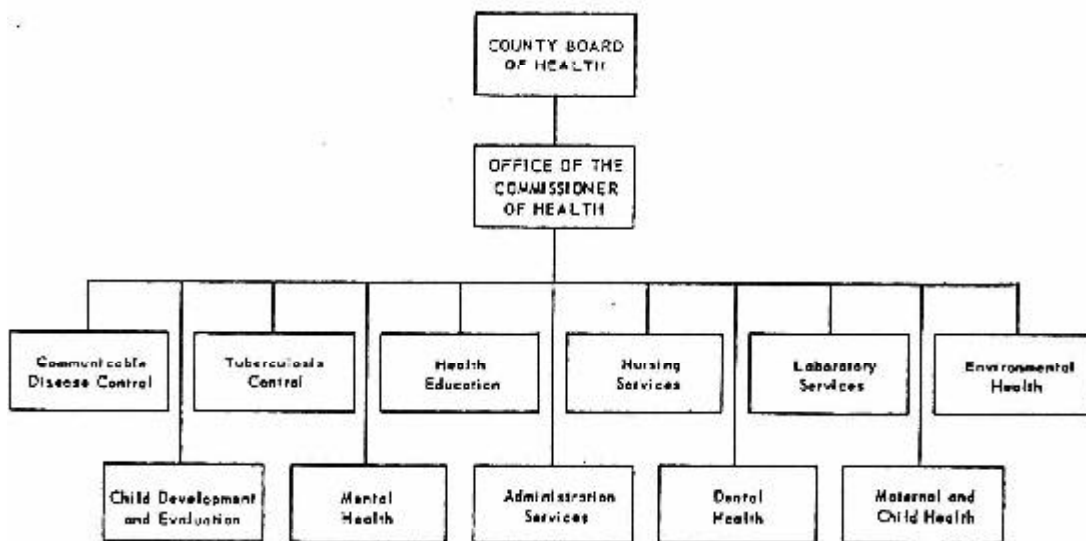 COUNTY BOARD
OF HEALTH
OFFICE OF THE
COMMISSIONER
OF HEALTH
Communicable
Disease Control
Tuberculosis
Control
Health
Education
Nursing
Services
Laboratory
Services
Environmental
Health
Child Development
and Evaluation
Mental
Health
Administration
Services
Dental
Health
Maternal and
Child Health